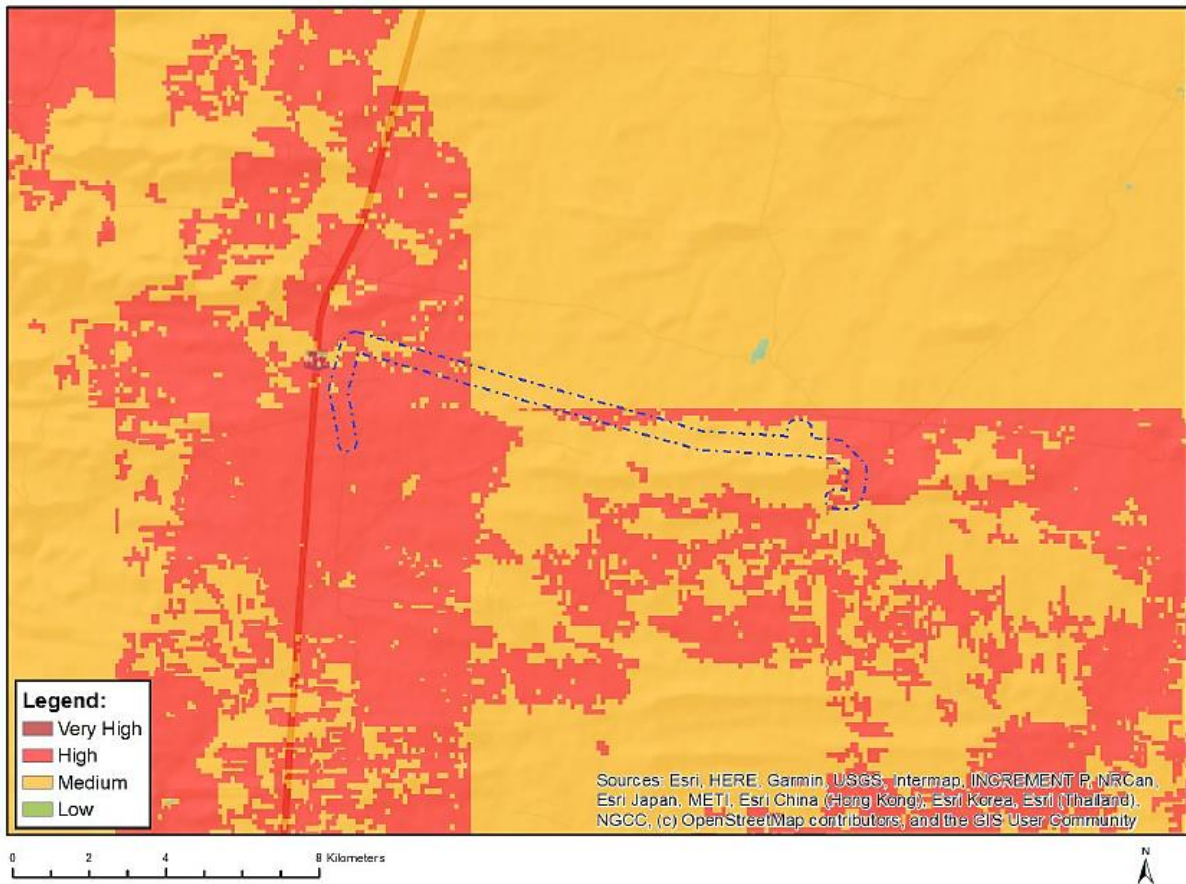 Legend:
Very High
High
Medium
Low
Sources: Esri, HERE, Garmin, USGS, Intermap, INCREMENT P, NRCan,
Esri Japan, METI, Esri China (Hong Kong), Esri Korea, Esri (Thailand),
NGCC, (c) OpenStreetMap contributors, and the GIS User Community
0 2 4 8 Kilometers
N